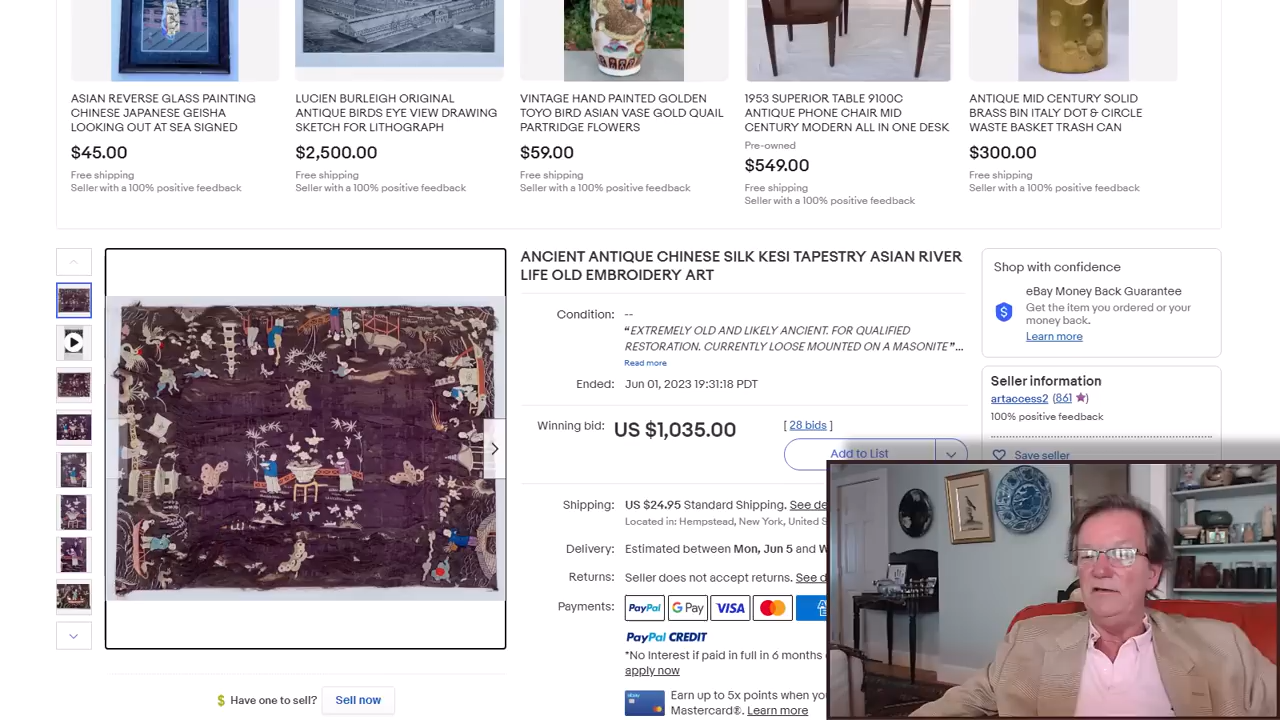 ASIAN REVERSE GLASS PAINTING
CHINESE JAPANESE GEISHA
LOOKING OUT AT SEA SIGNED
$45.00
Free shipping
Seller with a 100% positive feedback
LUCIEN BURLEIGH ORIGINAL
ANTIQUE BIRDS EYE VIEW DRAWING
SKETCH FOR LITHOGRAPH
$2,500.00
Free shipping
Seller with a 100% positive feedback
VINTAGE HAND PAINTED GOLDEN
TOYO BIRD ASIAN VASE GOLD QUAIL
PARTRIDGE FLOWERS
$59.00
Free shipping
Seller with a 100% positive feedback
1953 SUPERIOR TABLE 9100C
ANTIQUE PHONE CHAIR MID
CENTURY MODERN ALL IN ONE DESK
Pre-owned
$549.00
Free shipping
Seller with a 100% positive feedback
ANTIQUE MID CENTURY SOLID
BRASS BIN ITALY DOT & CIRCLE
WASTE BASKET TRASH CAN
$300.00
Free shipping
Seller with a 100% positive feedback
ANCIENT ANTIQUE CHINESE SILK KESI TAPESTRY ASIAN RIVER
LIFE OLD EMBROIDERY ART
Condition: --
“EXTREMELY OLD AND LIKELY ANCIENT. FOR QUALIFIED
RESTORATION. CURRENTLY LOOSE MOUNTED ON A MASONITE”...
Read more
Ended: Jun 01, 2023 19:31:18 PDT
Winning bid: US $1,035.00 [ 28 bids ]
Add to List
Shipping: US $24.95 Standard Shipping. See de
Located in: Hempstead, New York, United S
Delivery: Estimated between Mon, Jun 5 and W
Returns: Seller does not accept returns. See d
Payments: PayPal G Pay VISA
PayPal CREDIT
*No Interest if paid in full in 6 months
apply now
Earn up to 5x points when you
Mastercard®. Learn more
Shop with confidence
eBay Money Back Guarantee
Get the item you ordered or your
money back.
Learn more
Seller information
artaccess2 (861 ★)
100% positive feedback
Save seller
Have one to sell? Sell now